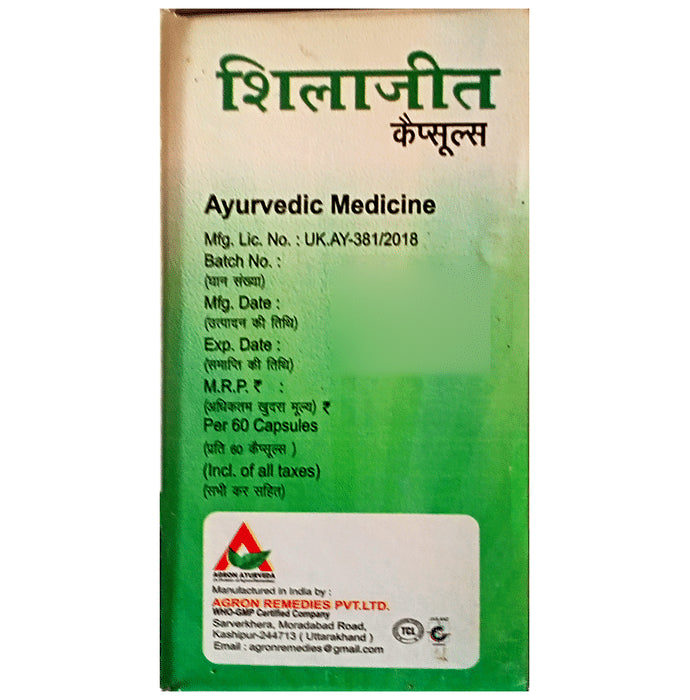 शिलाजीत
कैप्सूल्स
Ayurvedic Medicine
Mfg. Lic. No. : UK.AY-381/2018
Batch No. :
(घान संख्या)
Mfg. Date :
(उत्पादन की तिथि)
Exp. Date :
(समाप्ति की तिथि)
M.R.P. ₹ :
(अधिकतम खुदरा मूल्य) ₹
Per 60 Capsules
(प्रति 60 कैप्सूल्स )
(Incl. of all taxes)
(सभी कर सहित)
AGRON AYURVEDA
Manufactured in India by :
AGRON REMEDIES PVT.LTD.
WHO-GMP Certified Company
Sarverkhera, Moradabad Road,
Kashipur-244713 ( Uttarakhand )
Email : agronremedies@gmail.com
TCL